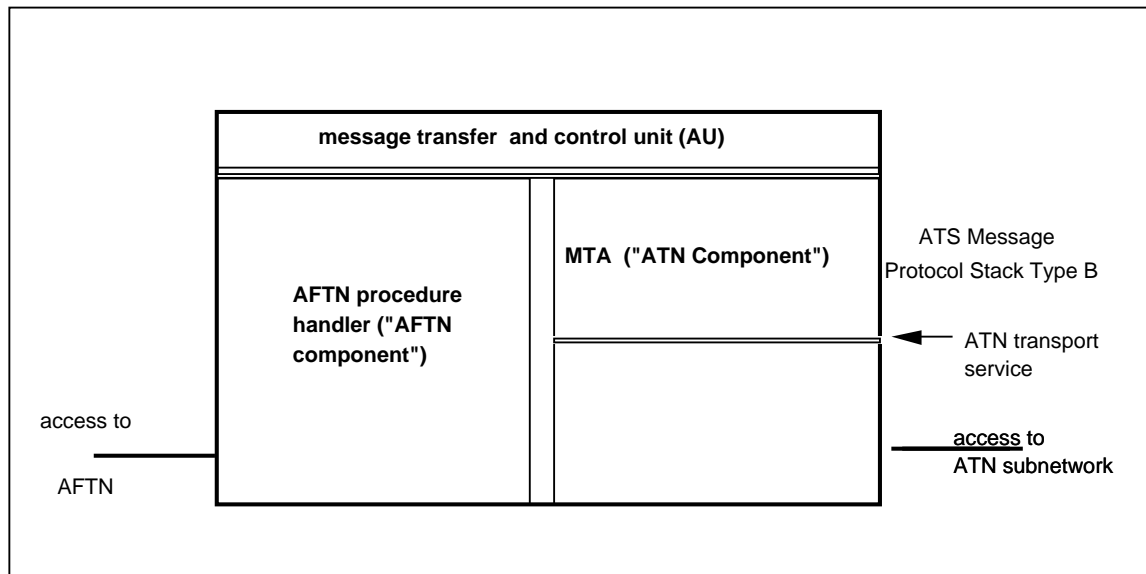 message transfer and control unit (AU)
AFTN procedure
handler ("AFTN
component")
MTA ("ATN Component")
ATS Message
Protocol Stack Type B
ATN transport
service
access to
AFTN
access to
ATN subnetwork